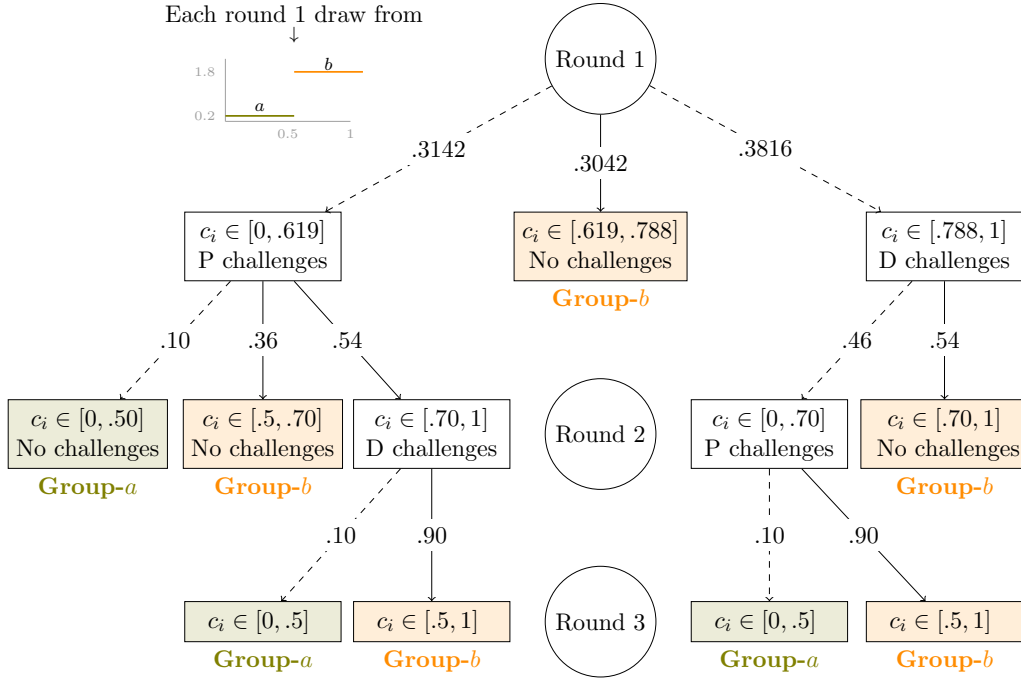 Each round 1 draw from
↓
1.8
b
a
0.2
0.5
1
Round 1
.3142
.3042
.3816
c_i ∈ [0, .619]
P challenges
c_i ∈ [.619, .788]
No challenges
Group-b
c_i ∈ [.788, 1]
D challenges
.10
.36
.54
.46
.54
c_i ∈ [0, .50]
No challenges
Group-a
c_i ∈ [.5, .70]
No challenges
Group-b
c_i ∈ [.70, 1]
D challenges
Round 2
c_i ∈ [0, .70]
P challenges
c_i ∈ [.70, 1]
No challenges
Group-b
.10
.90
.10
.90
c_i ∈ [0, .5]
Group-a
c_i ∈ [.5, 1]
Group-b
Round 3
c_i ∈ [0, .5]
Group-a
c_i ∈ [.5, 1]
Group-b